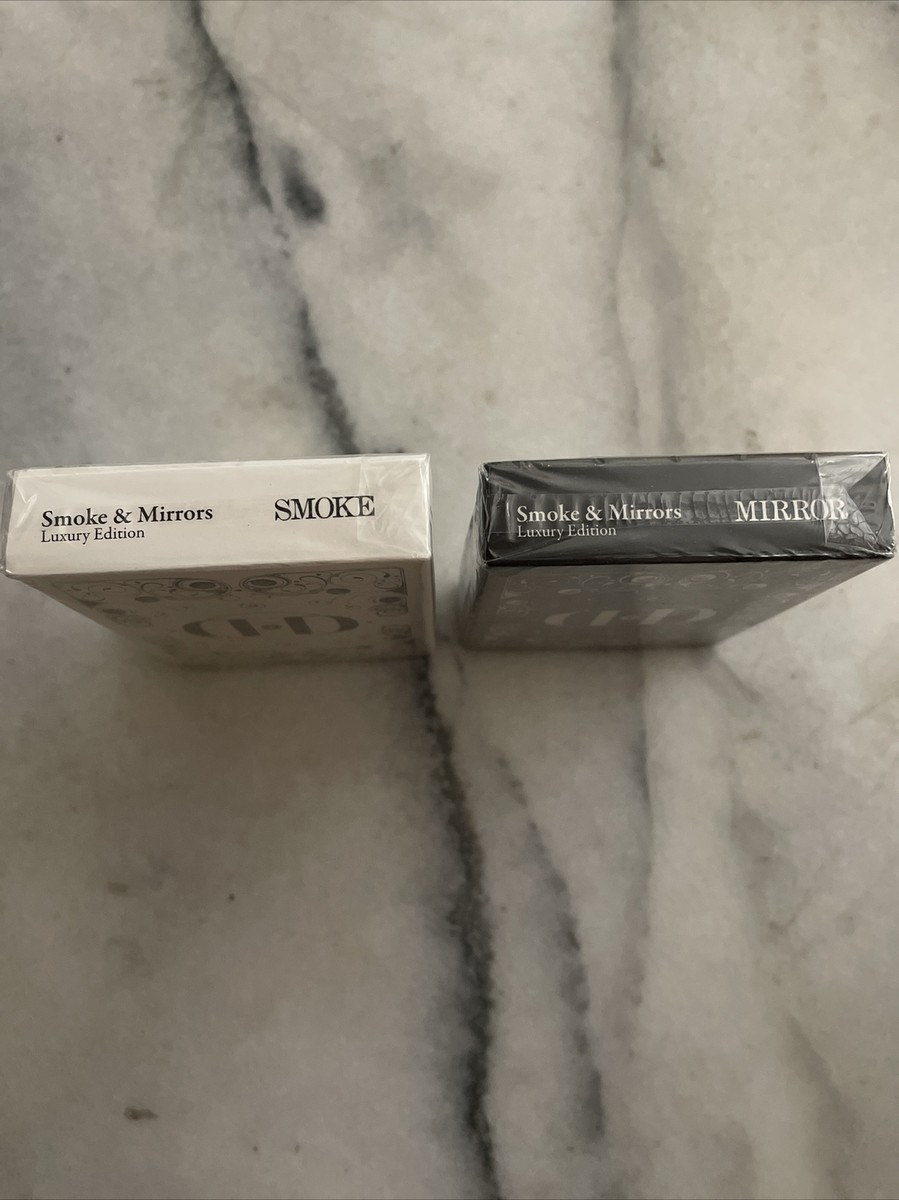 Smoke & Mirrors
Luxury Edition
SMOKE
D•D
Smoke & Mirrors
Luxury Edition
MIRROR
D•D